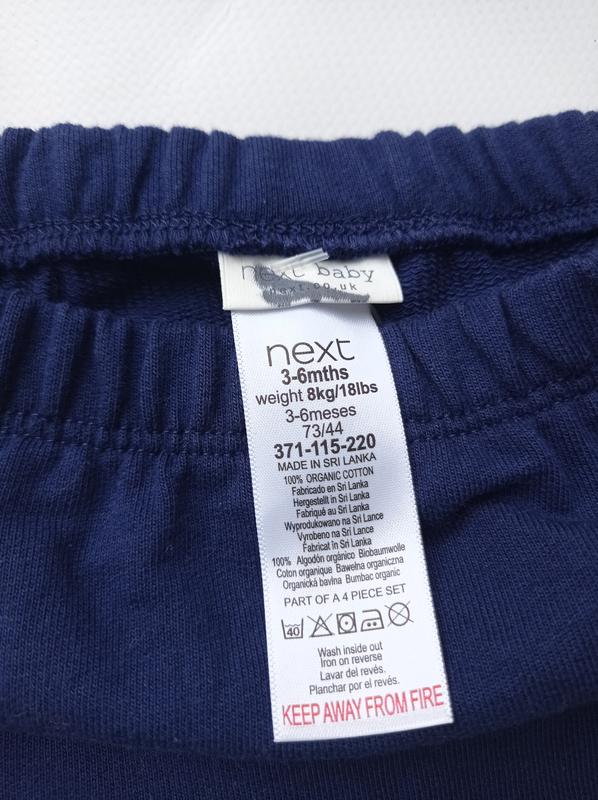 next baby
next.co.uk
next
3-6mths
weight 8kg/18lbs
3-6meses
73/44
371-115-220
MADE IN SRI LANKA
100% ORGANIC COTTON
Fabricado en Sri Lanka
Hergestellt in Sri Lanka
Fabriqué au Sri Lanka
Wyprodukowano na Sri Lance
Vyrobeno na Sri Lance
Fabricat în Sri Lanka
100% Algodón orgánico Biobaumwolle
Coton organique Bawełna organiczna
Organická bavlna Bumbac organic
PART OF A 4 PIECE SET
40
Wash inside out
Iron on reverse
Lavar del revés.
Planchar por el revés.
KEEP AWAY FROM FIRE